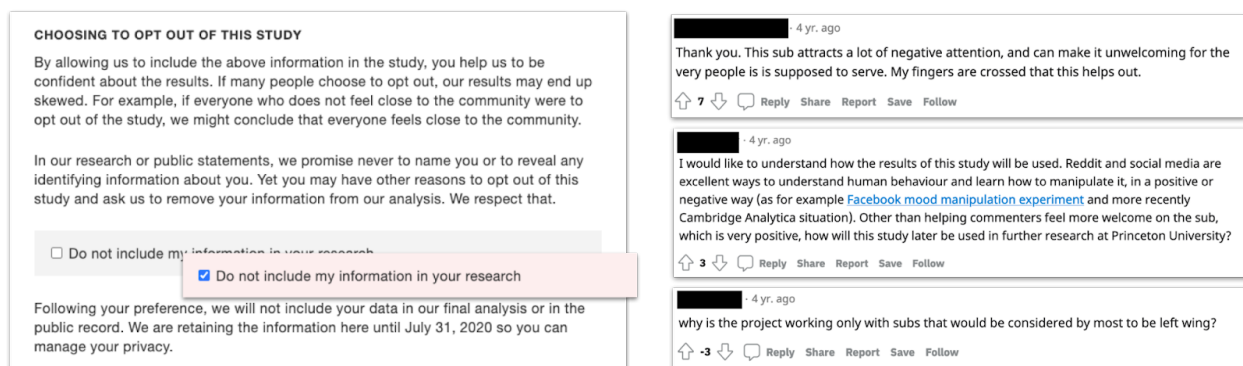 CHOOSING TO OPT OUT OF THIS STUDY
By allowing us to include the above information in the study, you help us to be
confident about the results. If many people choose to opt out, our results may end up
skewed. For example, if everyone who does not feel close to the community were to
opt out of the study, we might conclude that everyone feels close to the community.
In our research or public statements, we promise never to name you or to reveal any
identifying information about you. Yet you may have other reasons to opt out of this
study and ask us to remove your information from our analysis. We respect that.
Do not include my information in your research
Do not include my information in your research
Following your preference, we will not include your data in our final analysis or in the
public record. We are retaining the information here until July 31, 2020 so you can
manage your privacy.
· 4 yr. ago
Thank you. This sub attracts a lot of negative attention, and can make it unwelcoming for the
very people is is supposed to serve. My fingers are crossed that this helps out.
7 Reply Share Report Save Follow
· 4 yr. ago
I would like to understand how the results of this study will be used. Reddit and social media are
excellent ways to understand human behaviour and learn how to manipulate it, in a positive or
negative way (as for example Facebook mood manipulation experiment and more recently
Cambridge Analytica situation). Other than helping commenters feel more welcome on the sub,
which is very positive, how will this study later be used in further research at Princeton University?
3 Reply Share Report Save Follow
· 4 yr. ago
why is the project working only with subs that would be considered by most to be left wing?
-3 Reply Share Report Save Follow